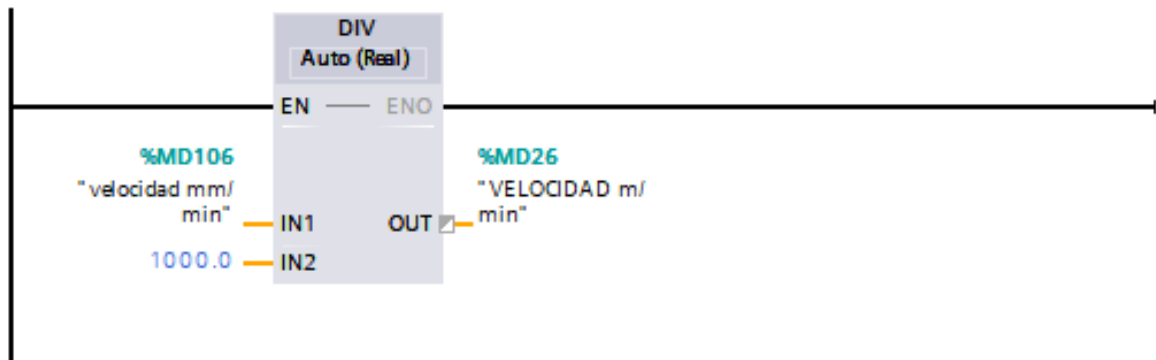 DIV
Auto (Real)
EN ENO
%MD106
"velocidad mm/
min"
%MD26
"VELOCIDAD m/
min"
IN1 OUT
1000.0 IN2